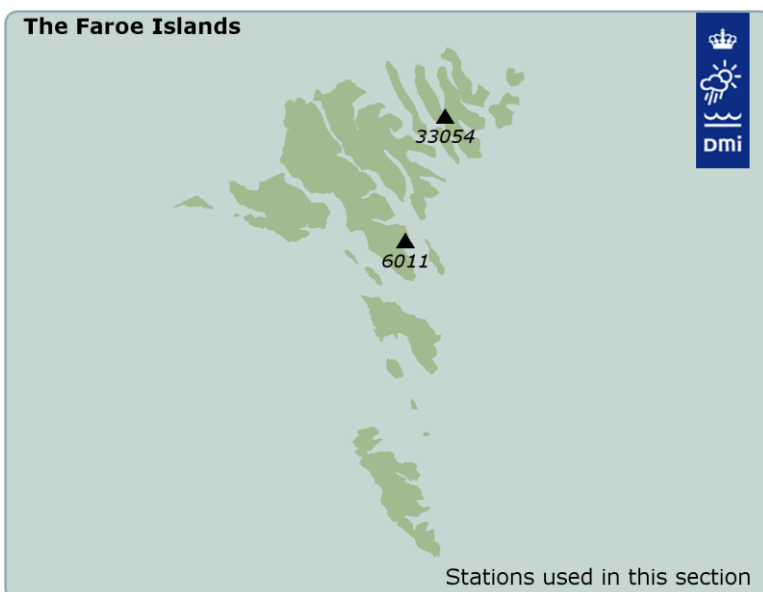 The Faroe Islands
DMi
33054
6011
Stations used in this section